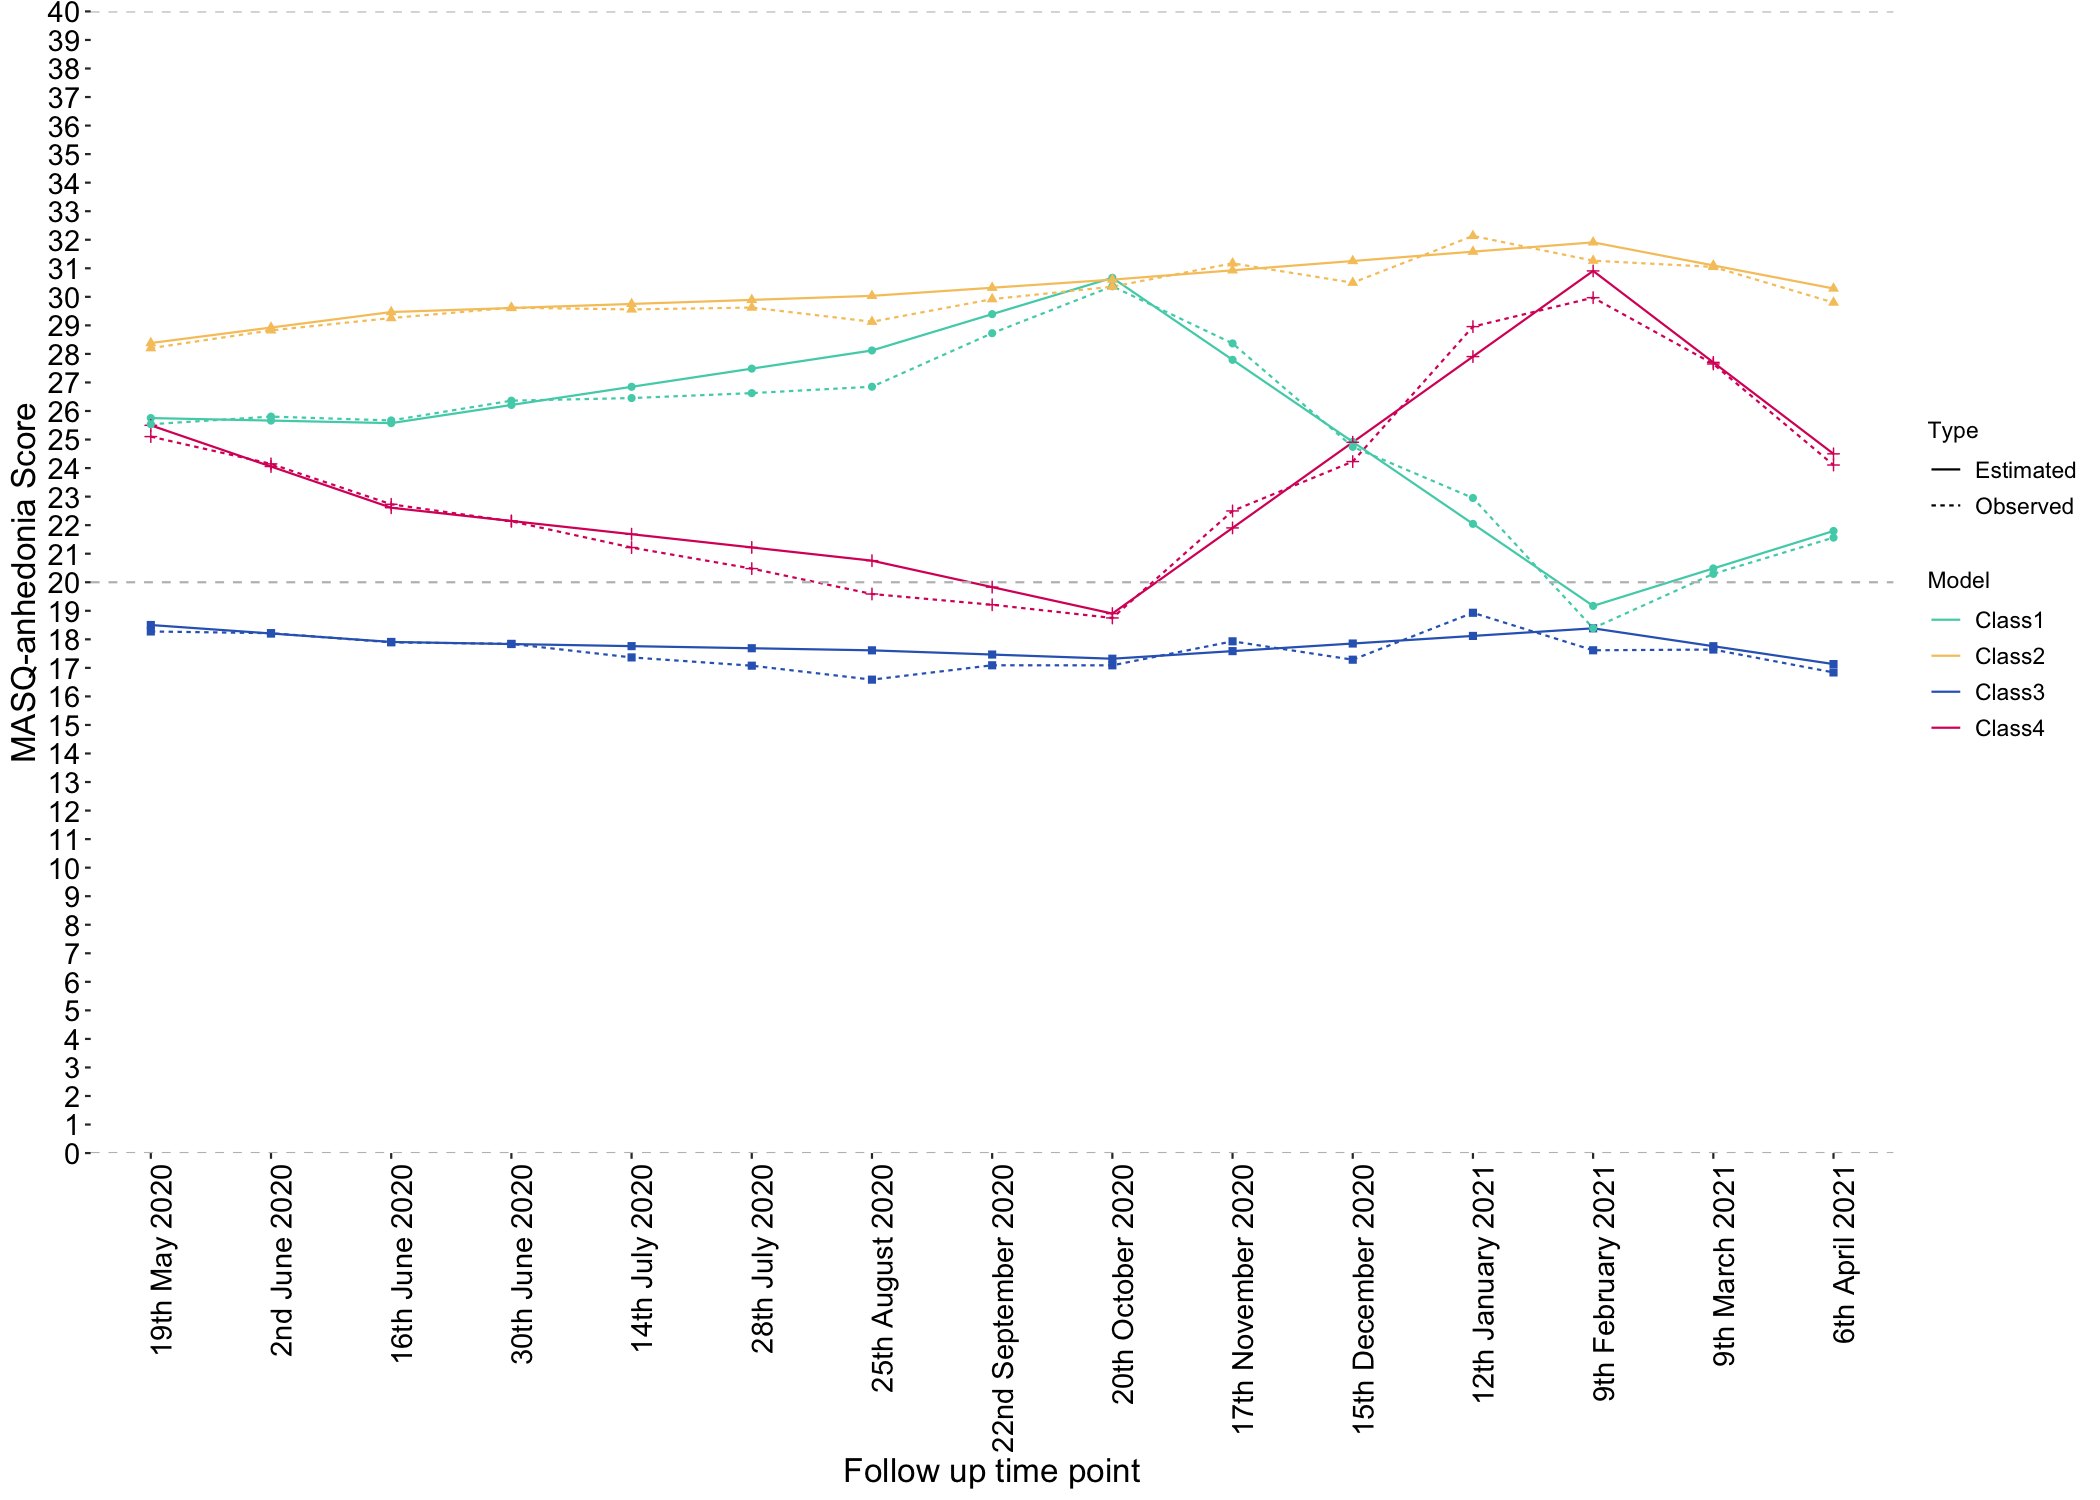 MASQ-anhedonia Score
40
39
38
37
36
35
34
33
32
31
30
29
28
27
26
25
24
23
22
21
20
19
18
17
16
15
14
13
12
11
10
9
8
7
6
5
4
3
2
1
0
19th May 2020
2nd June 2020
16th June 2020
30th June 2020
14th July 2020
28th July 2020
25th August 2020
22nd September 2020
20th October 2020
17th November 2020
15th December 2020
12th January 2021
9th February 2021
9th March 2021
6th April 2021
Follow up time point
Type
Estimated
Observed
Model
Class1
Class2
Class3
Class4